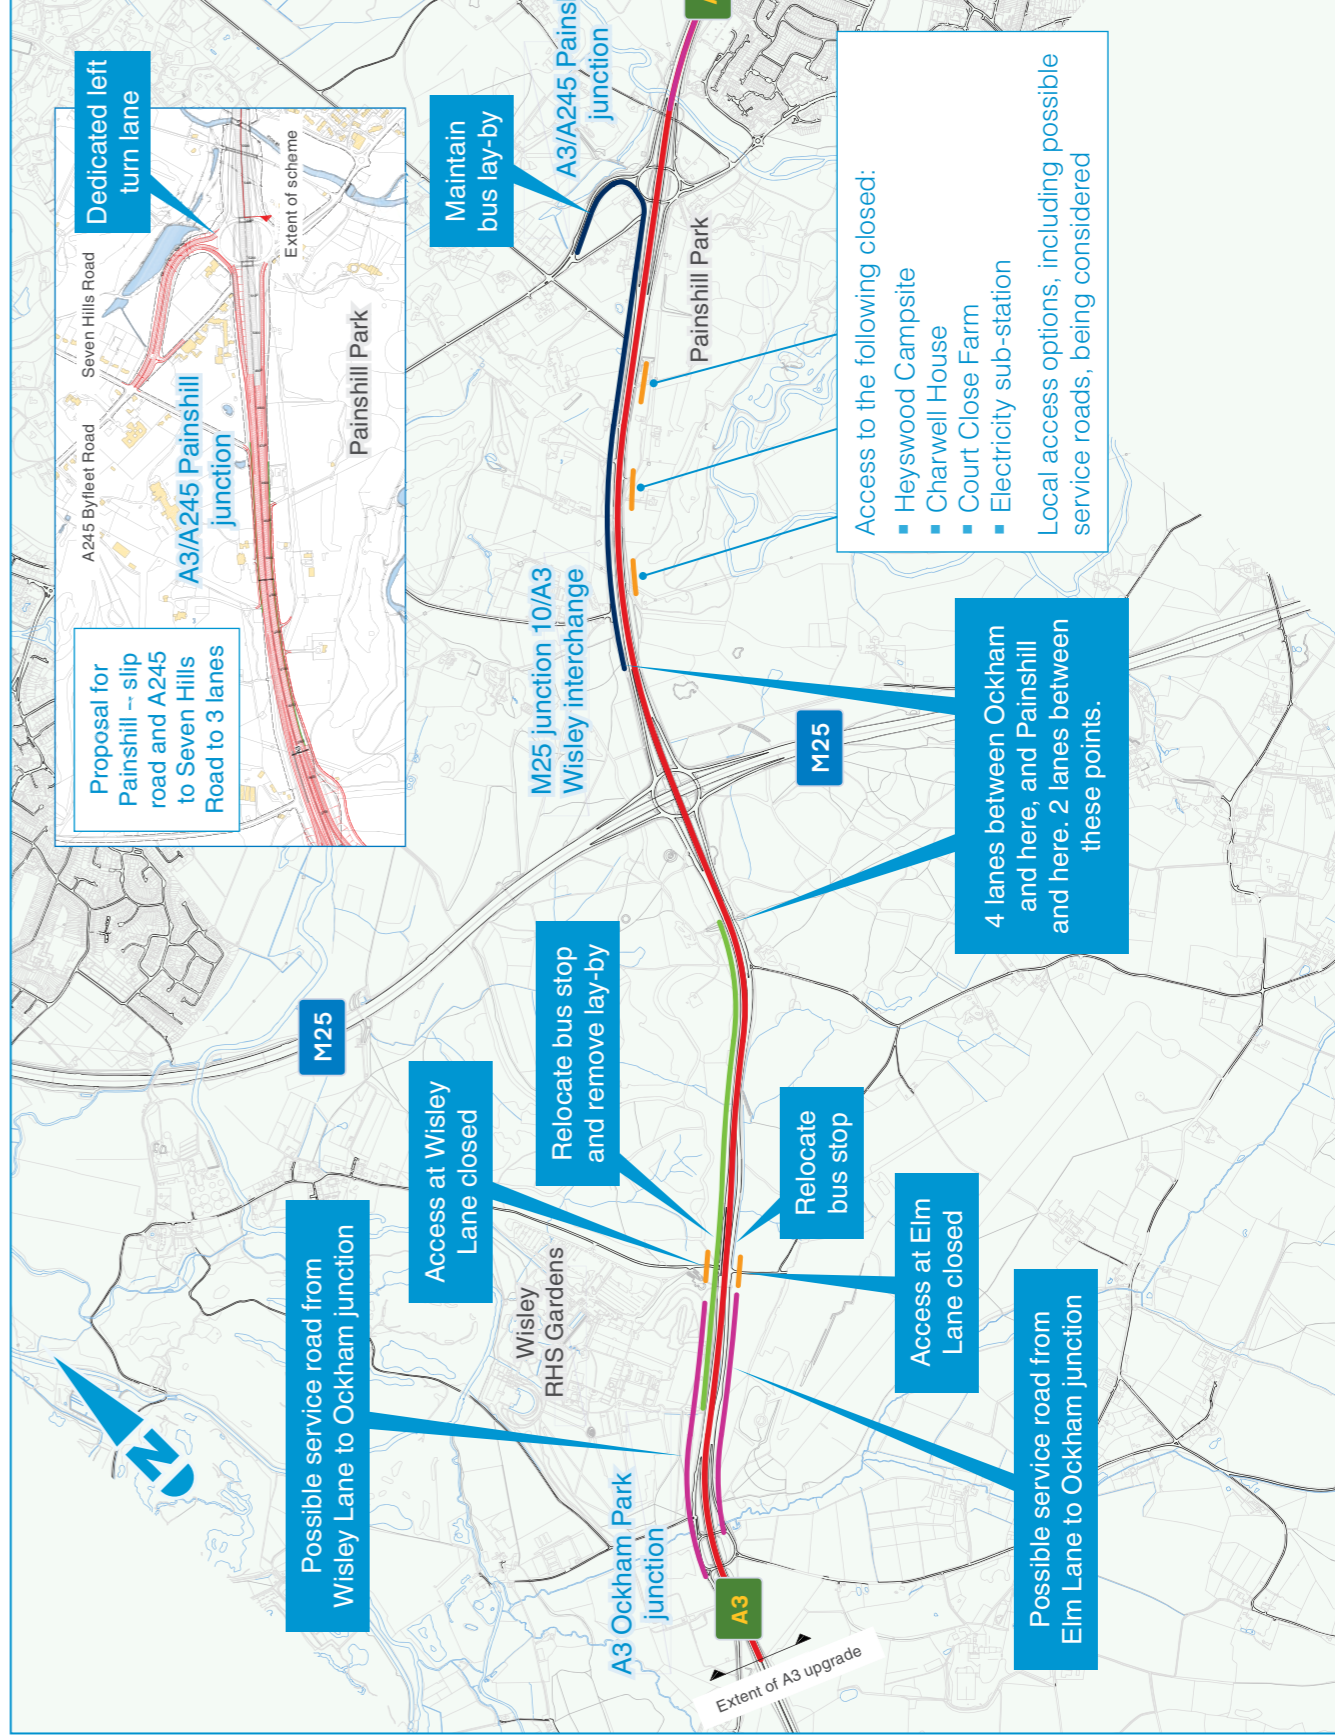 Proposal for
Painshill -- slip
road and A245
to Seven Hills
Road to 3 lanes
A245 Byfleet Road
Seven Hills Road
Dedicated left
turn lane
A3/A245 Painshill
junction
Extent of scheme
Painshill Park
N
M25
Possible service road from
Wisley Lane to Ockham junction
Access at Wisley
Lane closed
Relocate bus stop
and remove lay-by
M25 junction 10/A3
Wisley interchange
Maintain
bus lay-by
A3/A245 Pains
junction
Wisley
RHS Gardens
Painshill Park
A3 Ockham Park
junction
A3
Extent of A3 upgrade
Relocate
bus stop
M25
Access at Elm
Lane closed
Possible service road from
Elm Lane to Ockham junction
4 lanes between Ockham
and here, and Painshill
and here. 2 lanes between
these points.
Access to the following closed:
▪ Heyswood Campsite
▪ Charwell House
▪ Court Close Farm
▪ Electricity sub-station
Local access options, including possible
service roads, being considered